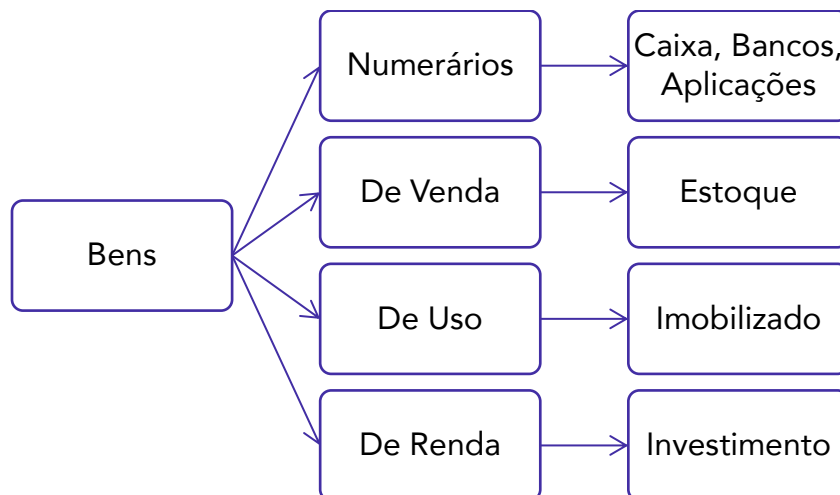 Bens
Numerários
Caixa, Bancos,
Aplicações
De Venda
Estoque
De Uso
Imobilizado
De Renda
Investimento